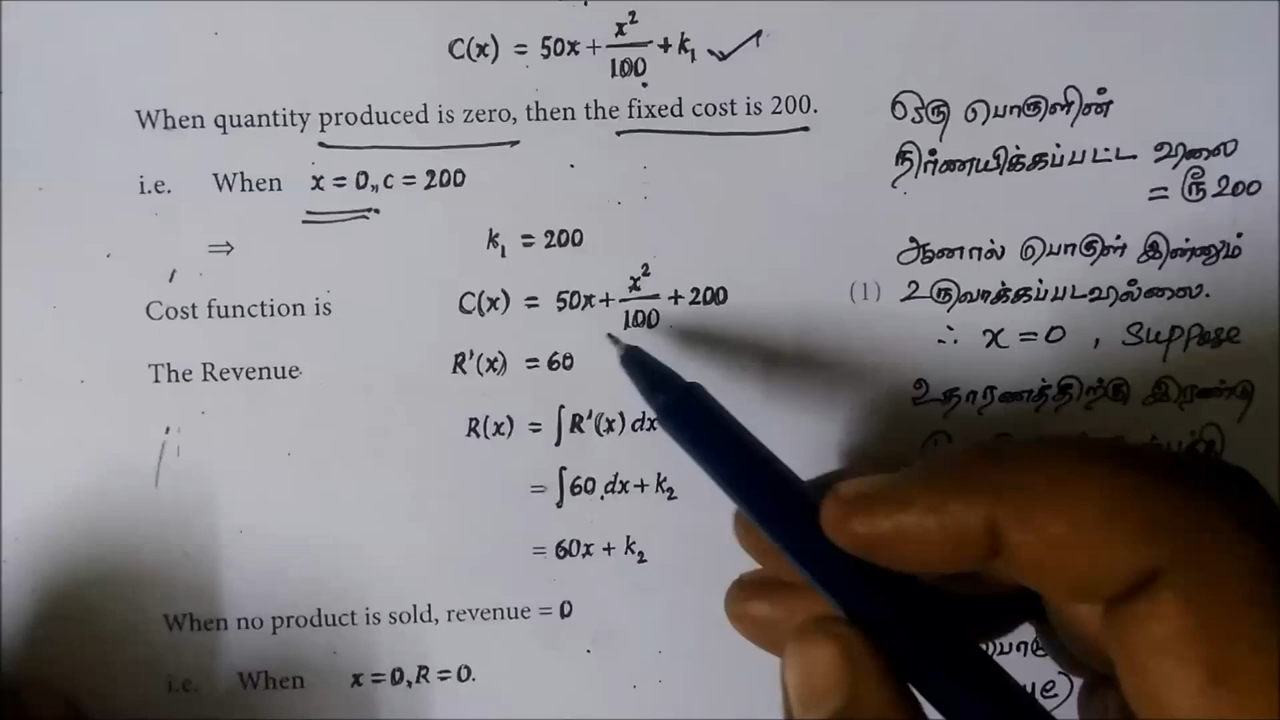 C(x) = 50x + x²/100 + k₁ ✓
When quantity produced is zero, then the fixed cost is 200.
i.e. When x = 0,, c = 200
⇒ k₁ = 200
Cost function is C(x) = 50x + x²/100 + 200 (1)
The Revenue R'(x) = 60
R(x) = ∫R'(x) dx
= ∫60 dx + k₂
= 60x + k₂
When no product is sold, revenue = 0
i.e. When x = 0, R = 0.
ஒரு பொருளின்
நிர்ணயிக்கப்பட்ட விலை
= ரூ 200
ஆனால் பொருள் இன்னும்
உருவாக்கப்படவில்லை.
∴ x = 0 , Suppose
உதாரணத்திற்கு இரண்டு